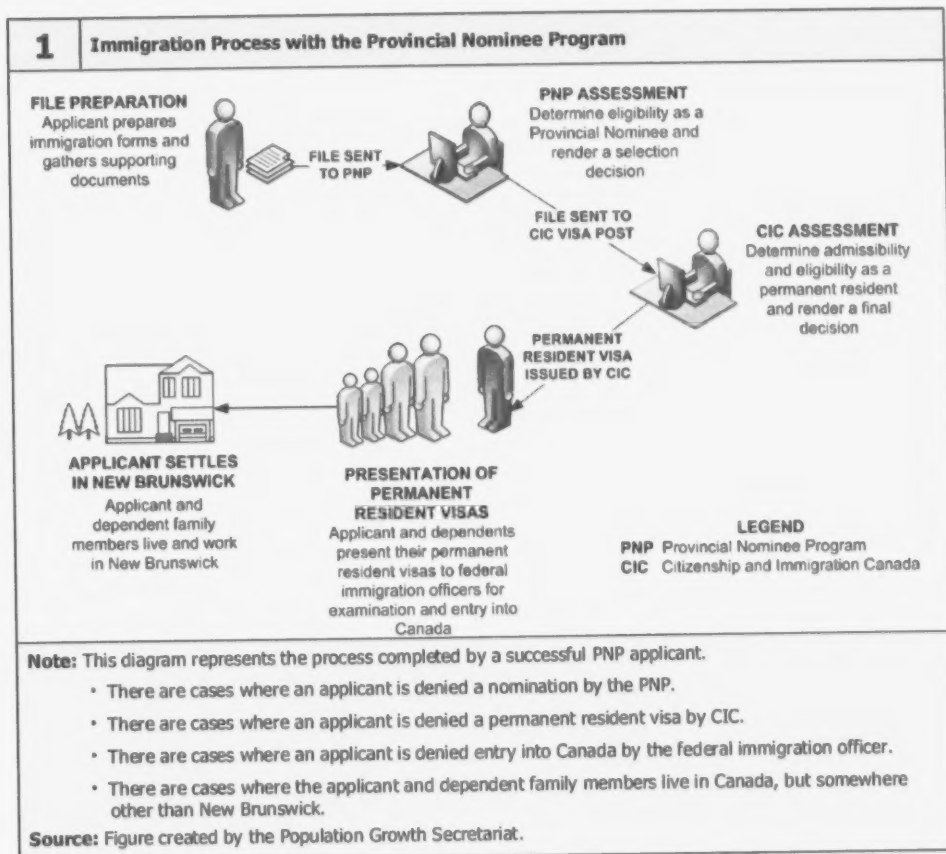 1
Immigration Process with the Provincial Nominee Program
FILE PREPARATION
Applicant prepares
immigration forms and
gathers supporting
documents
FILE SENT
TO PNP
PNP ASSESSMENT
Determine eligibility as a
Provincial Nominee and
render a selection
decision
FILE SENT TO
CIC VISA POST
CIC ASSESSMENT
Determine admissibility
and eligibility as a
permanent resident
and render a final
decision
PERMANENT
RESIDENT VISA
ISSUED BY CIC
PRESENTATION OF
PERMANENT
RESIDENT VISAS
Applicant and dependents
present their permanent
resident visas to federal
immigration officers for
examination and entry into
Canada
APPLICANT SETTLES
IN NEW BRUNSWICK
Applicant and
dependent family
members live and work
in New Brunswick
LEGEND
PNP Provincial Nominee Program
CIC Citizenship and Immigration Canada
Note: This diagram represents the process completed by a successful PNP applicant.
• There are cases where an applicant is denied a nomination by the PNP.
• There are cases where an applicant is denied a permanent resident visa by CIC.
• There are cases where an applicant is denied entry into Canada by the federal immigration officer.
• There are cases where the applicant and dependent family members live in Canada, but somewhere
other than New Brunswick.
Source: Figure created by the Population Growth Secretariat.